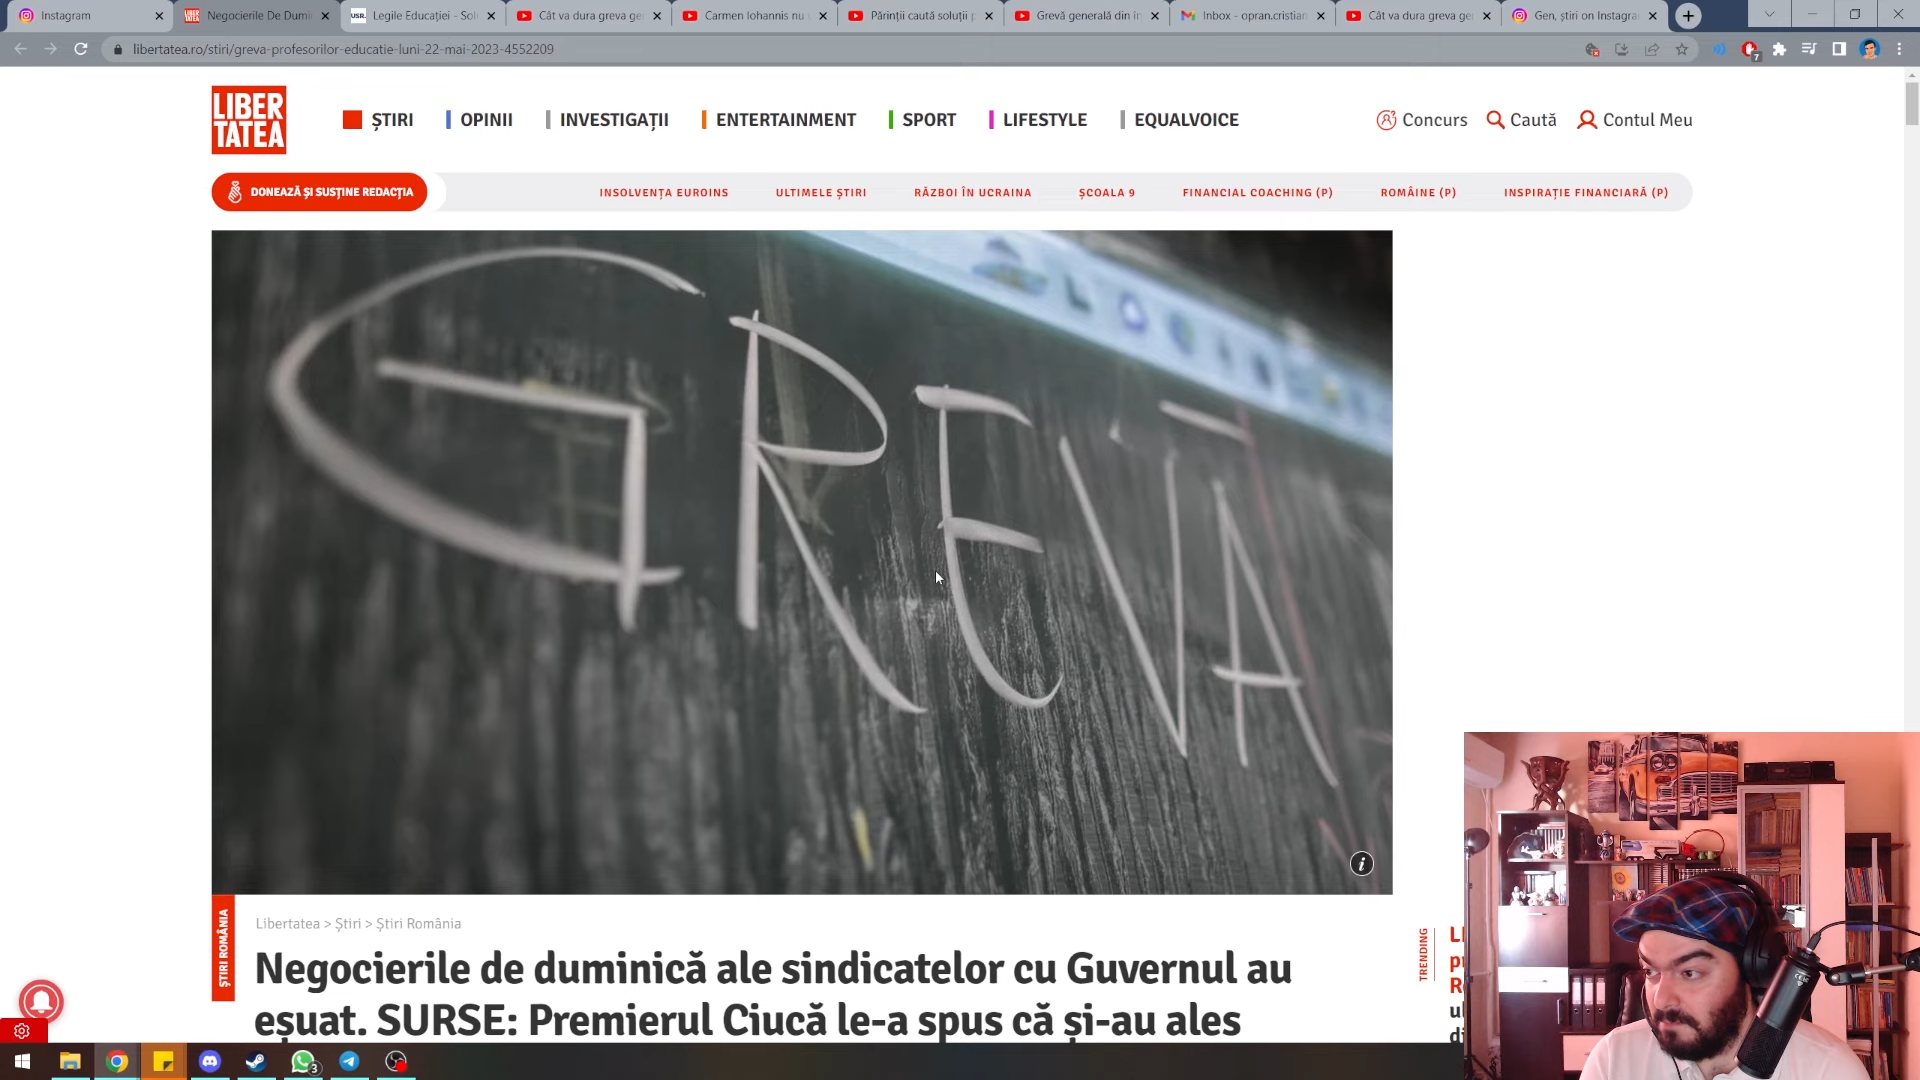 Instagram
Negocierile De Dumin
Legile Educației - Sol
Cât va dura greva ge
Carmen Iohannis nu
Părinții caută soluții p
Grevă generală din în
Inbox - opran.cristian
Cât va dura greva ge
Gen, știri on Instagra
libertatea.ro/stiri/greva-profesorilor-educatie-luni-22-mai-2023-4552209
7
LIBER
TATEA
ȘTIRI
OPINII
INVESTIGAȚII
ENTERTAINMENT
SPORT
LIFESTYLE
EQUALVOICE
Concurs
Caută
Contul Meu
DONEAZĂ ȘI SUSȚINE REDACȚIA
INSOLVENȚA EUROINS
ULTIMELE ȘTIRI
RĂZBOI ÎN UCRAINA
ȘCOALA 9
FINANCIAL COACHING (P)
ROMÂINE (P)
INSPIRAȚIE FINANCIARĂ (P)
GREVĂ
i
ȘTIRI ROMÂNIA
Libertatea > Știri > Știri România
Negocierile de duminică ale sindicatelor cu Guvernul au
eșuat. SURSE: Premierul Ciucă le-a spus că și-au ales
TRENDING
3